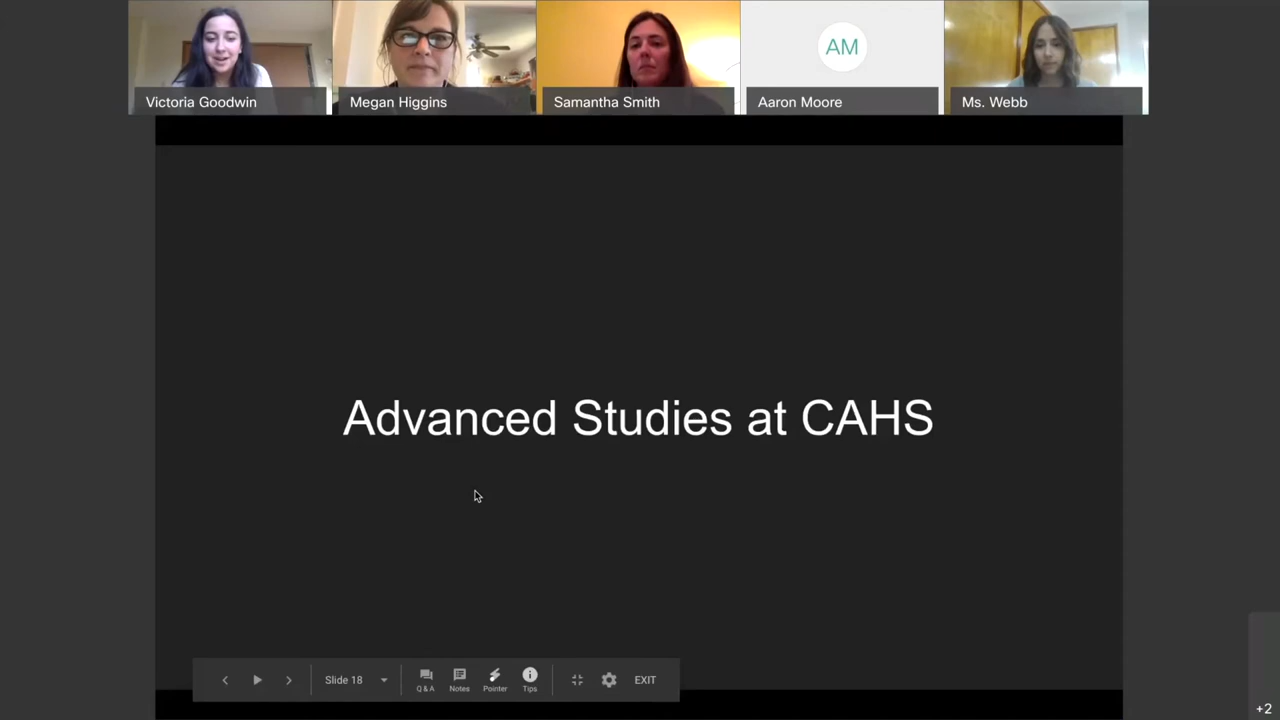 AM
Victoria Goodwin
Megan Higgins
Samantha Smith
Aaron Moore
Ms. Webb
Advanced Studies at CAHS
Slide 18
Q & A
Notes
Pointer
Tips
EXIT
+2